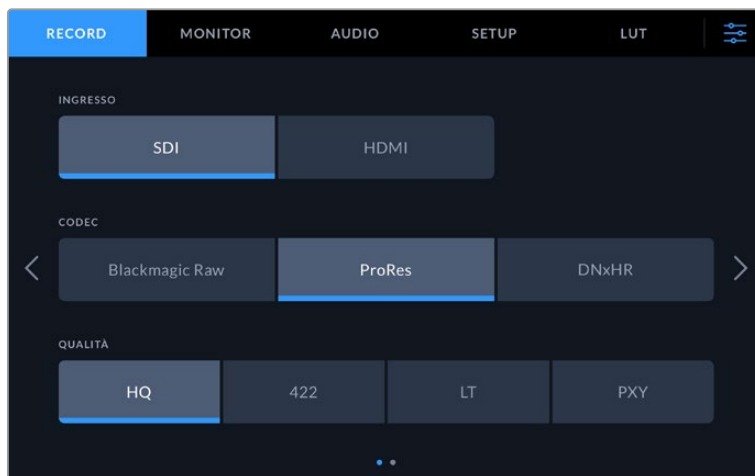 RECORD MONITOR AUDIO SETUP LUT
INGRESSO
SDI HDMI
CODEC
Blackmagic Raw ProRes DNxHR
QUALITÀ
HQ 422 LT PXY